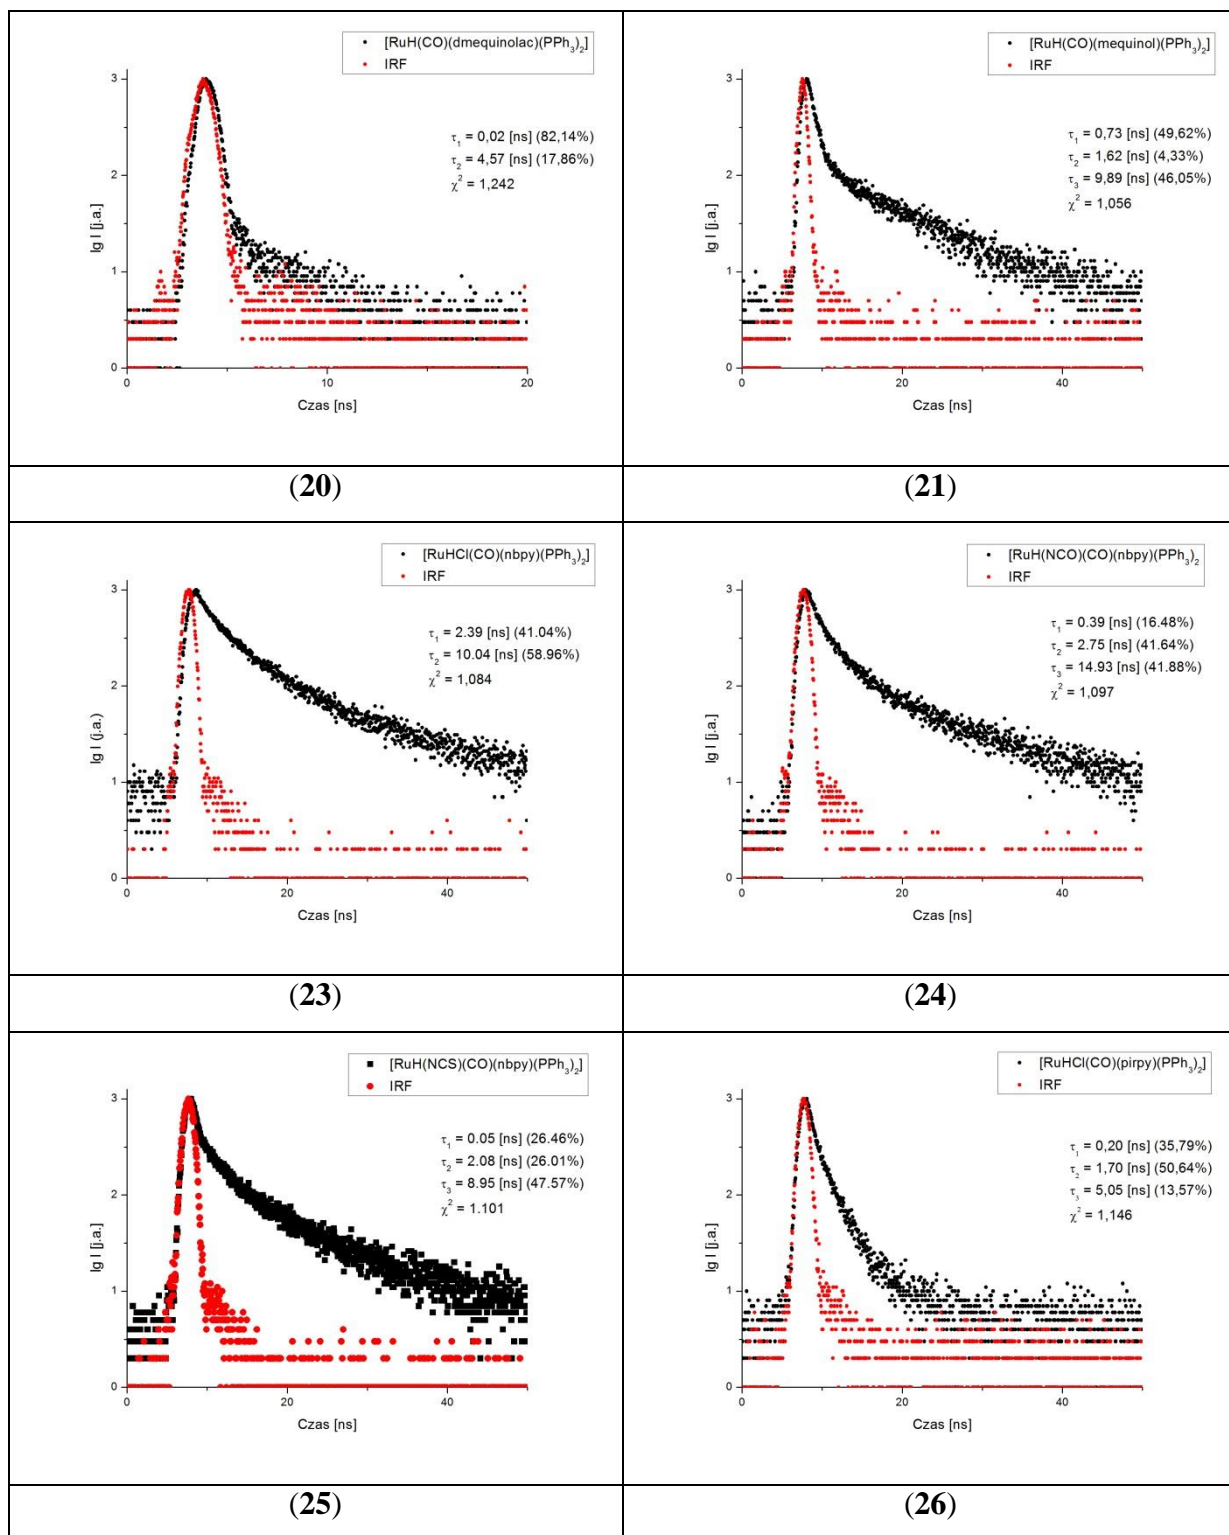 [RuH(CO)(dmequinolac)(PPh3)2]
IRF
3
2
1
0
lg I [j.a.]
τ1 = 0,02 [ns] (82,14%)
τ2 = 4,57 [ns] (17,86%)
χ2 = 1,242
0 10 20
Czas [ns]
[RuH(CO)(mequinol)(PPh3)2]
IRF
3
2
1
0
lg I [j.a.]
τ1 = 0,73 [ns] (49,62%)
τ2 = 1,62 [ns] (4,33%)
τ3 = 9,89 [ns] (46,05%)
χ2 = 1,056
0 20 40
Czas [ns]
(20) (21)
[RuHCl(CO)(nbpy)(PPh3)2]
IRF
3
2
1
0
lg I (j.a.)
τ1 = 2.39 [ns] (41.04%)
τ2 = 10.04 [ns] (58.96%)
χ2 = 1,084
0 20 40
Czas [ns]
[RuH(NCO)(CO)(nbpy)(PPh3)2
IRF
3
2
1
0
lg I [j.a.]
τ1 = 0.39 [ns] (16.48%)
τ2 = 2.75 [ns] (41.64%)
τ3 = 14.93 [ns] (41.88%)
χ2 = 1,097
0 20 40
Czas [ns]
(23) (24)
[RuH(NCS)(CO)(nbpy)(PPh3)2]
IRF
3
2
1
0
lg I [j.a.]
τ1 = 0.05 [ns] (26.46%)
τ2 = 2.08 [ns] (26.01%)
τ3 = 8.95 [ns] (47.57%)
χ2 = 1.101
0 20 40
Czas [ns]
[RuHCl(CO)(pirpy)(PPh3)2]
IRF
3
2
1
0
lg I [j.a.]
τ1 = 0,20 [ns] (35,79%)
τ2 = 1,70 [ns] (50,64%)
τ3 = 5,05 [ns] (13,57%)
χ2 = 1,146
0 20 40
Czas [ns]
(25) (26)